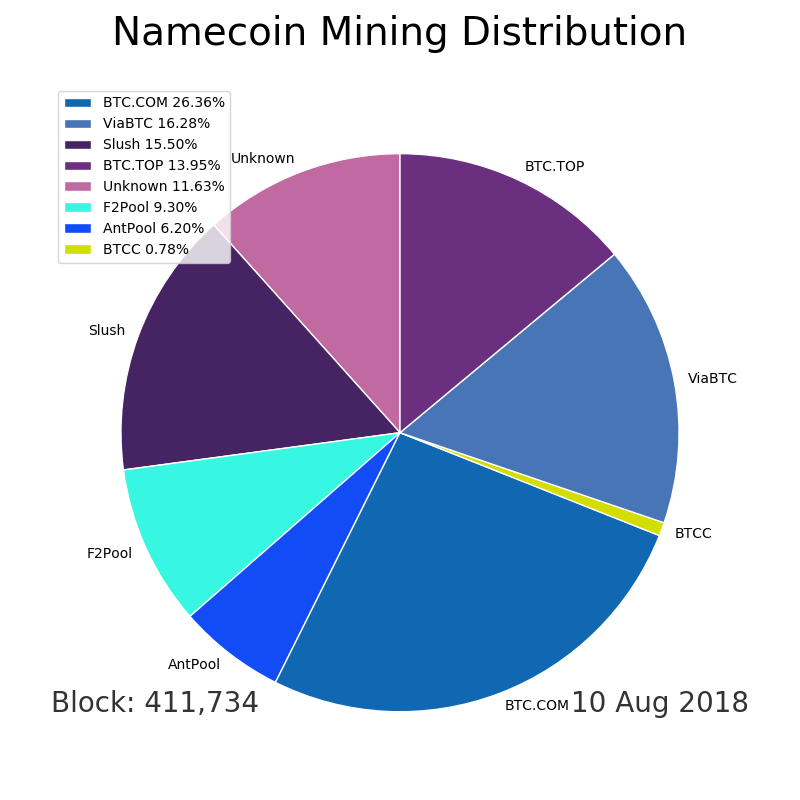 Namecoin Mining Distribution
BTC.COM 26.36%
ViaBTC 16.28%
Slush 15.50%
BTC.TOP 13.95%
Unknown 11.63%
F2Pool 9.30%
AntPool 6.20%
BTCC 0.78%
Unknown
BTC.TOP
Slush
ViaBTC
BTCC
F2Pool
AntPool
BTC.COM
Block: 411,734
10 Aug 2018